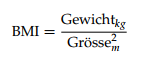 BMI = Gewicht_kg / Grösse_m^2